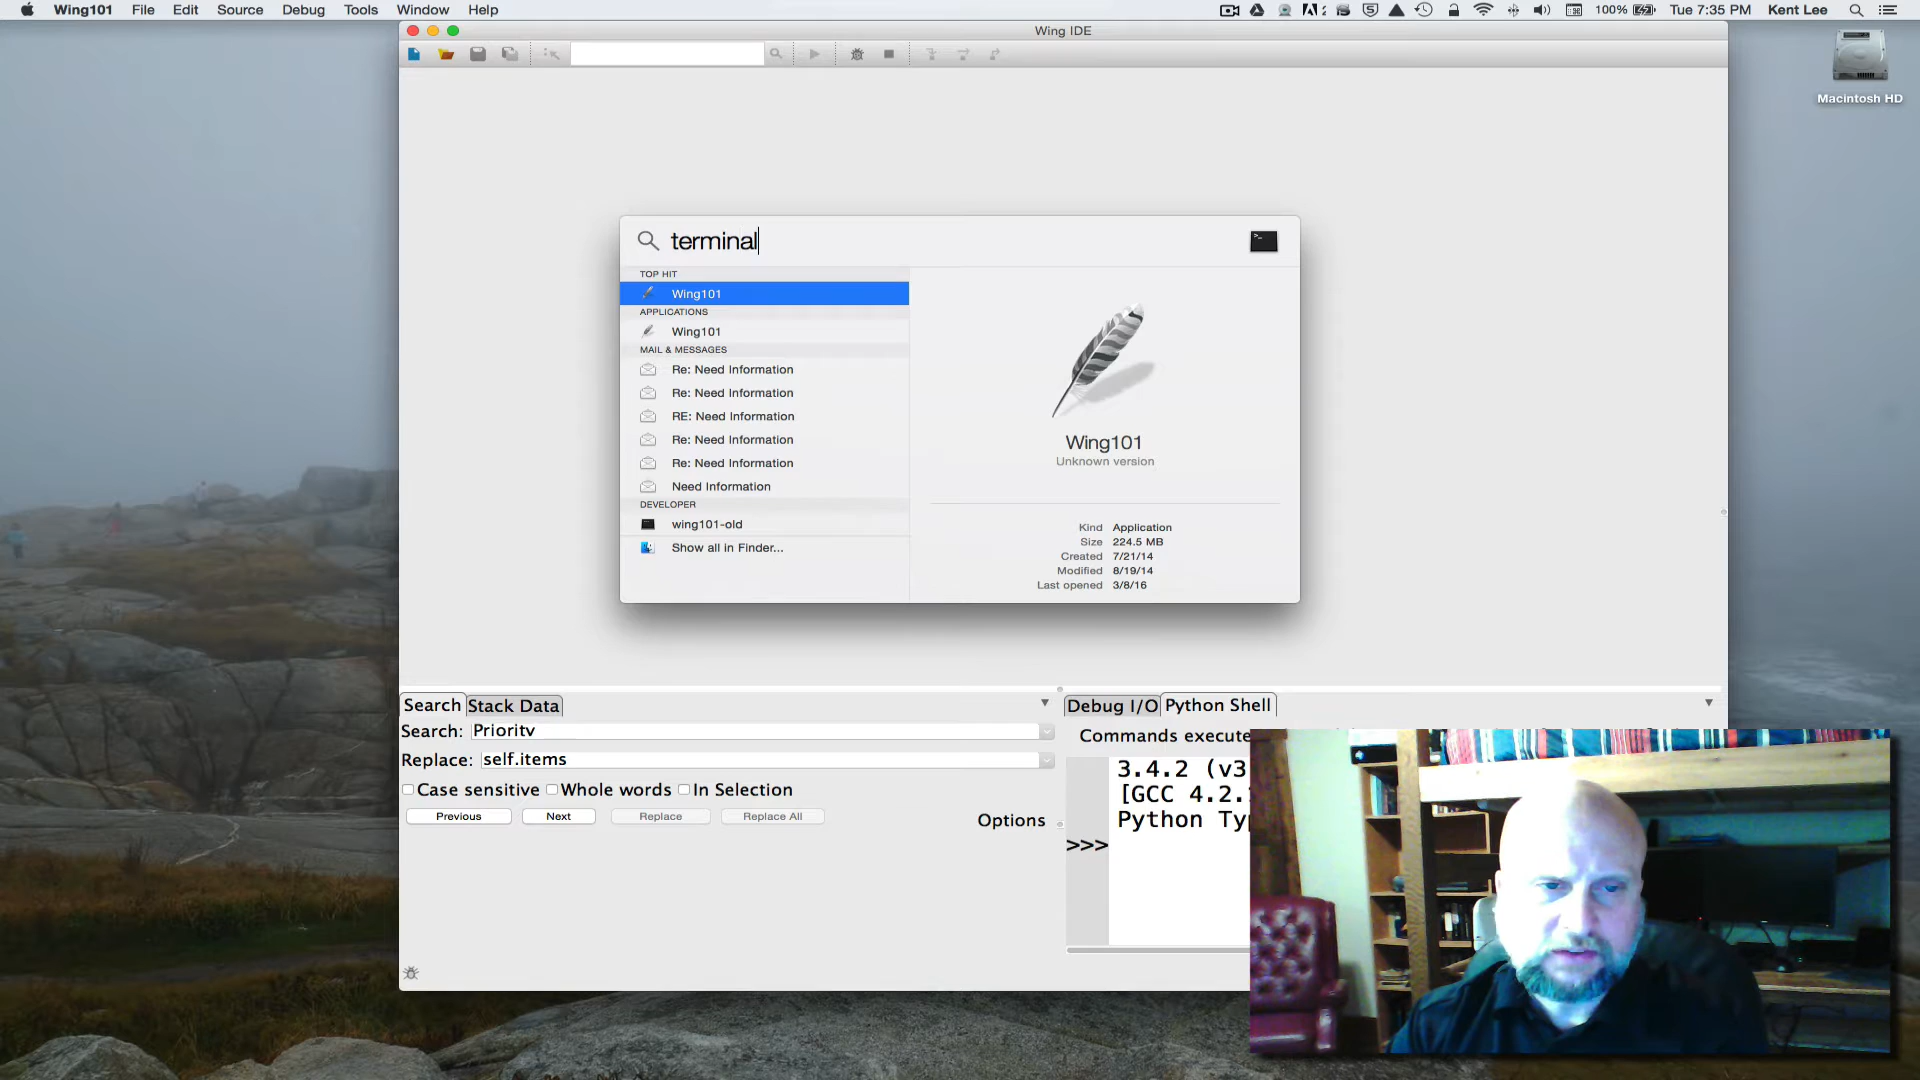 Wing101 File Edit Source Debug Tools Window Help
100% Tue 7:35 PM Kent Lee
Wing IDE
Macintosh HD
terminal
TOP HIT
Wing101
APPLICATIONS
Wing101
MAIL & MESSAGES
Re: Need Information
Re: Need Information
RE: Need Information
Re: Need Information
Re: Need Information
Need Information
DEVELOPER
wing101-old
Show all in Finder...
Wing101
Unknown version
Kind Application
Size 224.5 MB
Created 7/21/14
Modified 8/19/14
Last opened 3/8/16
Search Stack Data
Search: Priority
Replace: self.items
Case sensitive Whole words In Selection
Previous Next Replace Replace All
Options
Debug I/O Python Shell
Commands execute
3.4.2 (v3
[GCC 4.2.
Python Ty
>>>